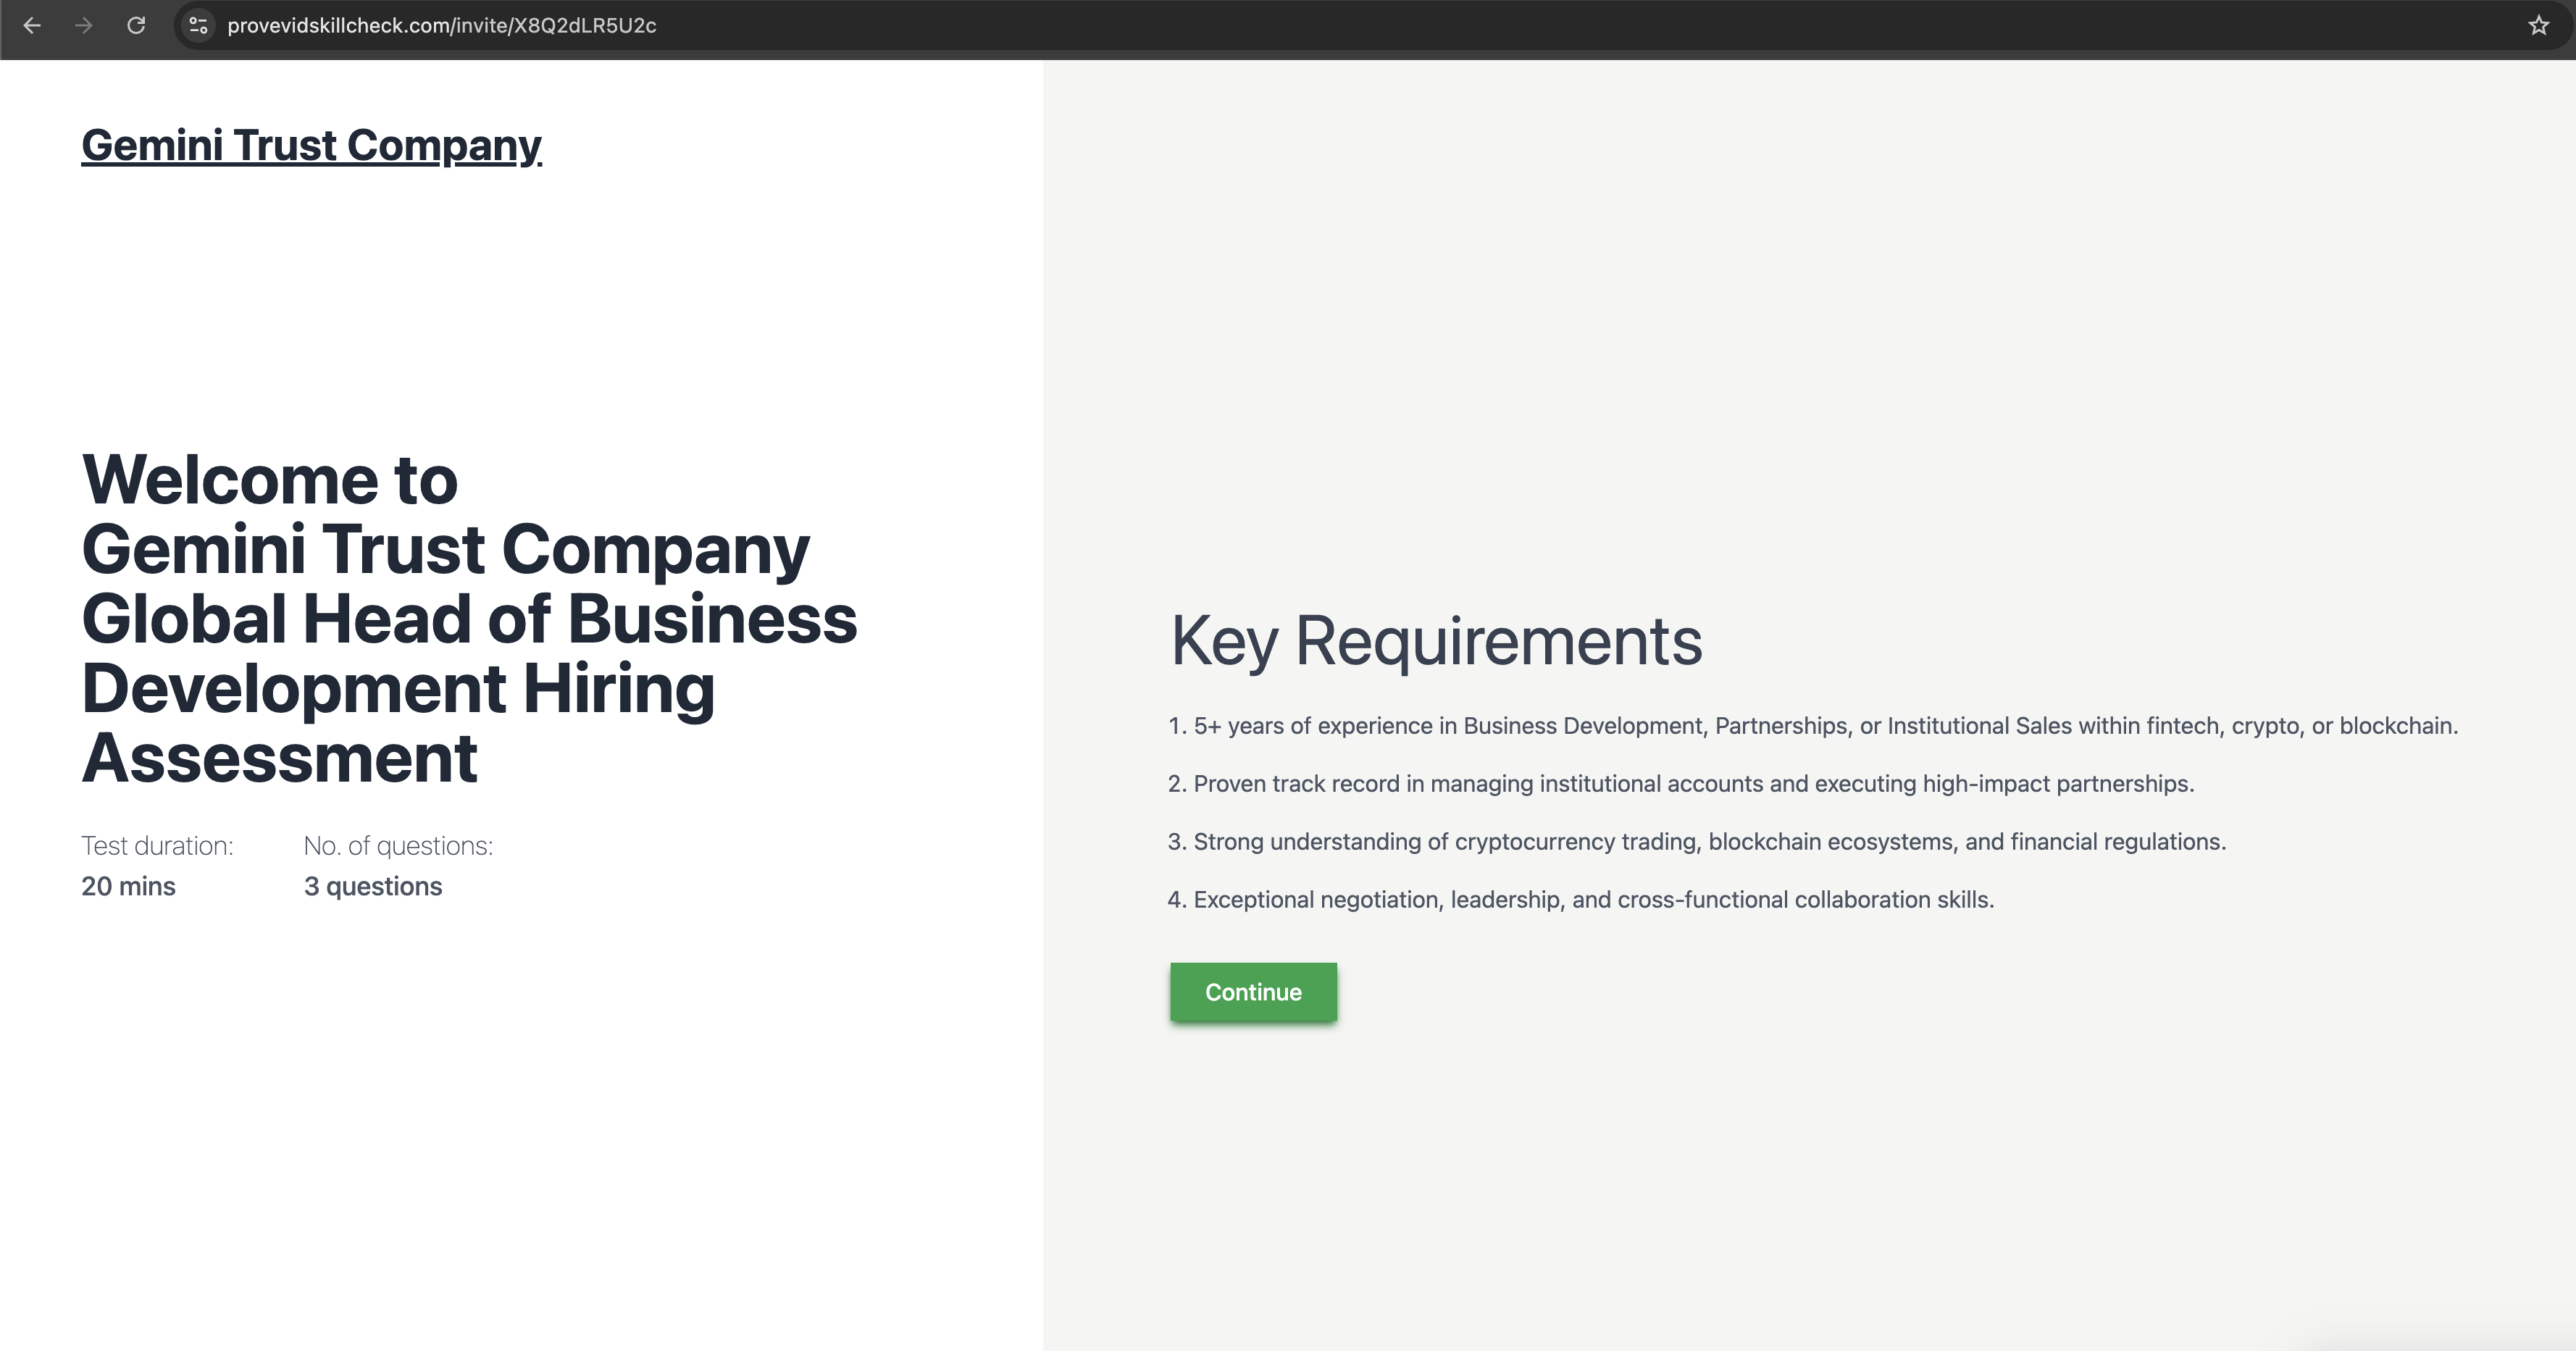 provevidskillcheck.com/invite/X8Q2dLR5U2c
Gemini Trust Company
Welcome to
Gemini Trust Company
Global Head of Business
Development Hiring
Assessment
Test duration:
20 mins
No. of questions:
3 questions
Key Requirements
1. 5+ years of experience in Business Development, Partnerships, or Institutional Sales within fintech, crypto, or blockchain.
2. Proven track record in managing institutional accounts and executing high-impact partnerships.
3. Strong understanding of cryptocurrency trading, blockchain ecosystems, and financial regulations.
4. Exceptional negotiation, leadership, and cross-functional collaboration skills.
Continue